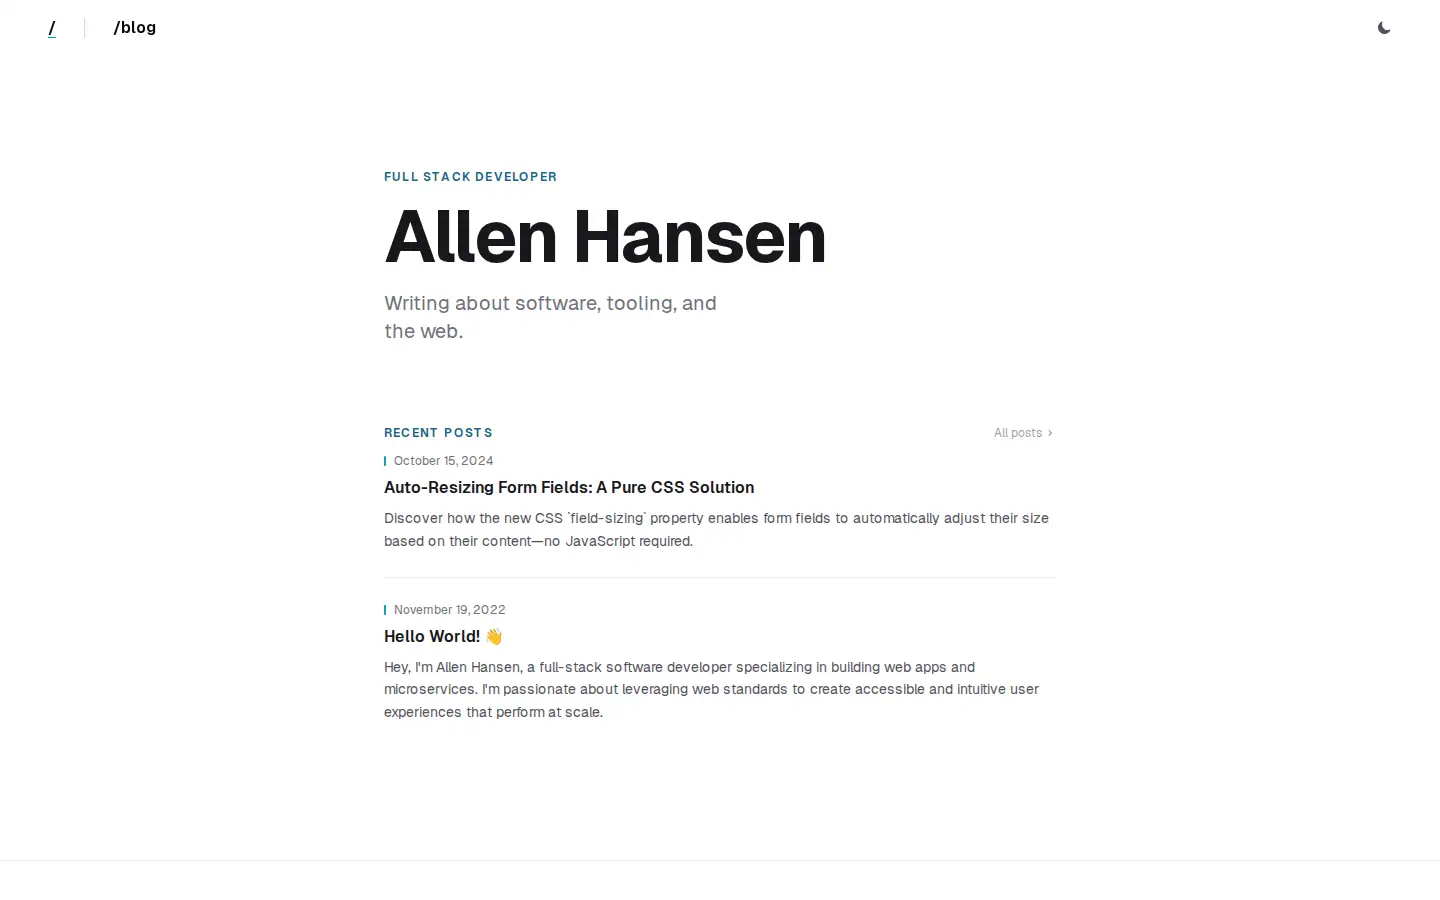 /
/blog
FULL STACK DEVELOPER
Allen Hansen
Writing about software, tooling, and
the web.
RECENT POSTS
All posts ›
October 15, 2024
Auto-Resizing Form Fields: A Pure CSS Solution
Discover how the new CSS `field-sizing` property enables form fields to automatically adjust their size
based on their content—no JavaScript required.
November 19, 2022
Hello World! 👋
Hey, I'm Allen Hansen, a full-stack software developer specializing in building web apps and
microservices. I'm passionate about leveraging web standards to create accessible and intuitive user
experiences that perform at scale.